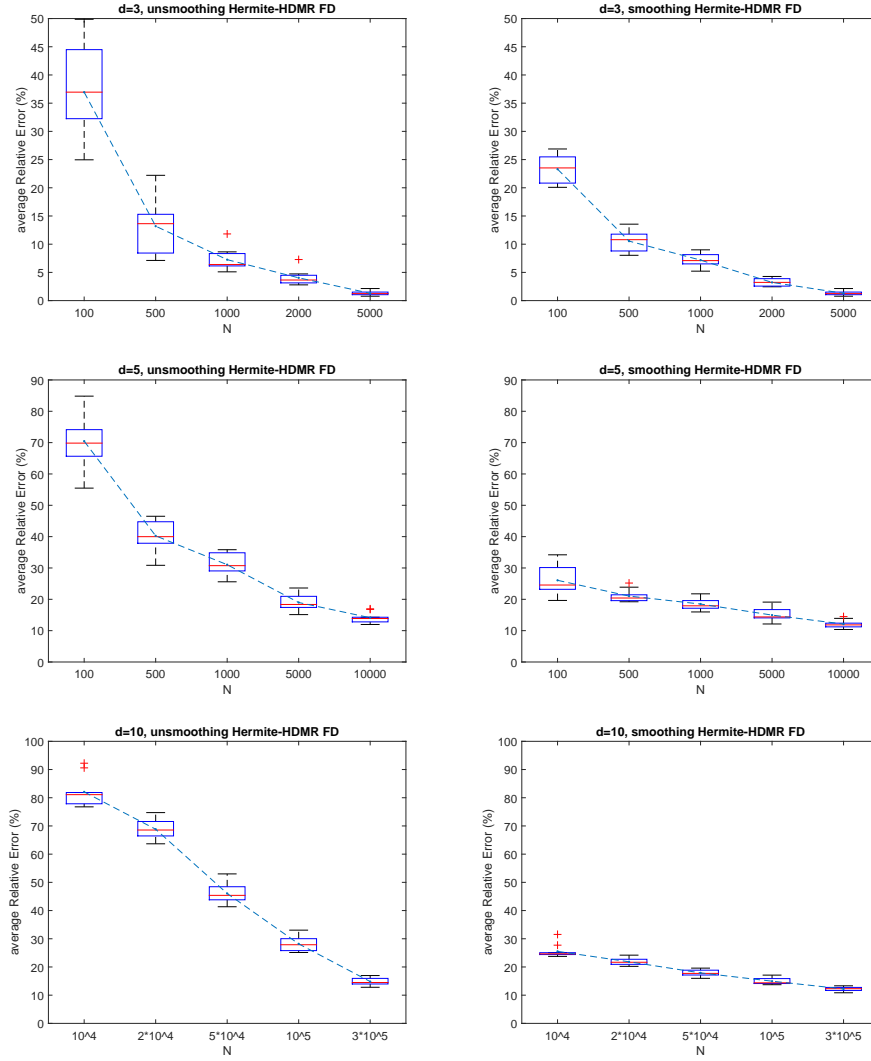 d=3, unsmoothing Hermite-HDMR FD
average Relative Error (%)
50
45
40
35
30
25
20
15
10
5
0
100 500 1000 2000 5000
N
d=3, smoothing Hermite-HDMR FD
average Relative Error (%)
50
45
40
35
30
25
20
15
10
5
0
100 500 1000 2000 5000
N
d=5, unsmoothing Hermite-HDMR FD
average Relative Error (%)
90
80
70
60
50
40
30
20
10
0
100 500 1000 5000 10000
N
d=5, smoothing Hermite-HDMR FD
average Relative Error (%)
90
80
70
60
50
40
30
20
10
0
100 500 1000 5000 10000
N
d=10, unsmoothing Hermite-HDMR FD
average Relative Error (%)
100
90
80
70
60
50
40
30
20
10
0
10^4 2*10^4 5*10^4 10^5 3*10^5
N
d=10, smoothing Hermite-HDMR FD
average Relative Error (%)
100
90
80
70
60
50
40
30
20
10
0
10^4 2*10^4 5*10^4 10^5 3*10^5
N